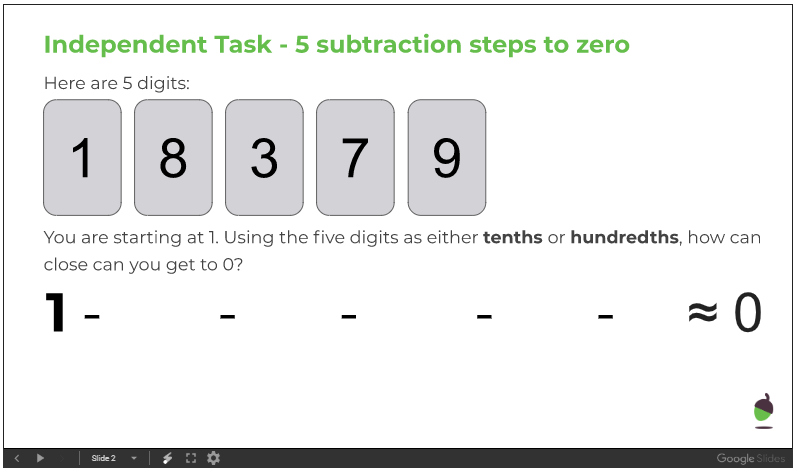 Independent Task - 5 subtraction steps to zero
Here are 5 digits:
1 8 3 7 9
You are starting at 1. Using the five digits as either tenths or hundredths, how can
close can you get to 0?
1 - - - - - ≈ 0
Slide 2
Google Slides